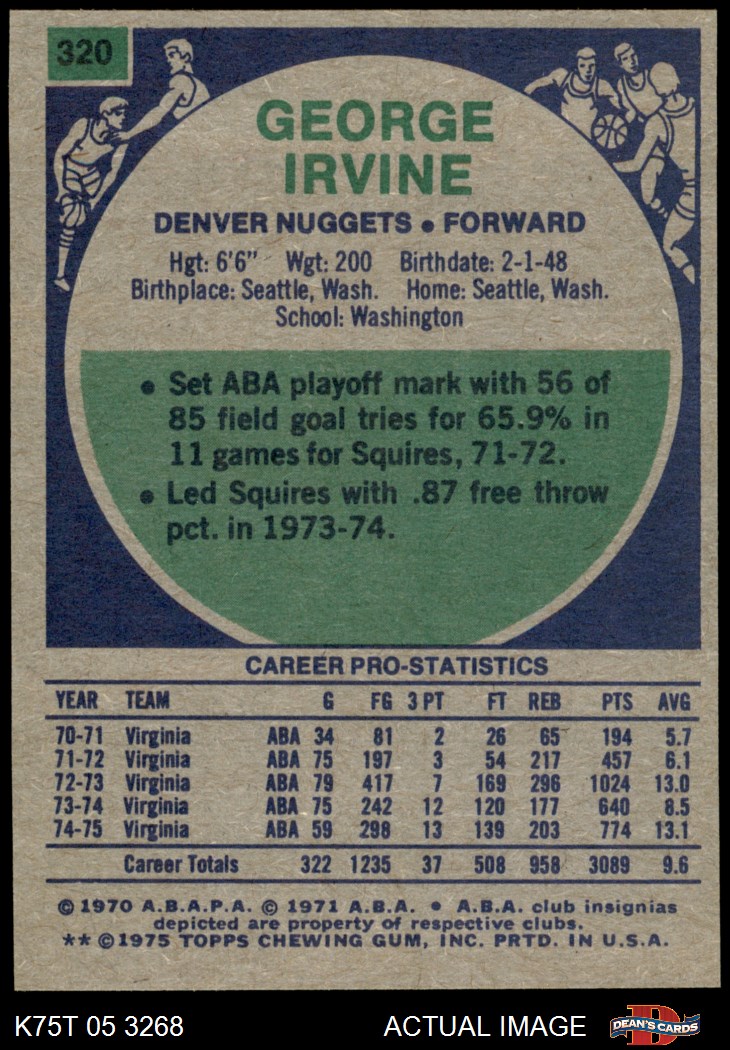 320
GEORGE
IRVINE
DENVER NUGGETS • FORWARD
Hgt: 6'6" Wgt: 200 Birthdate: 2-1-48
Birthplace: Seattle, Wash. Home: Seattle, Wash.
School: Washington
• Set ABA playoff mark with 56 of
85 field goal tries for 65.9% in
11 games for Squires, 71-72.
• Led Squires with .87 free throw
pct. in 1973-74.
CAREER PRO-STATISTICS
YEAR TEAM G FG 3 PT FT REB PTS AVG
70-71 Virginia ABA 34 81 2 26 65 194 5.7
71-72 Virginia ABA 75 197 3 54 217 457 6.1
72-73 Virginia ABA 79 417 7 169 296 1024 13.0
73-74 Virginia ABA 75 242 12 120 177 640 8.5
74-75 Virginia ABA 59 298 13 139 203 774 13.1
Career Totals 322 1235 37 508 958 3089 9.6
© 1970 A.B.A.P.A. © 1971 A.B.A. • A.B.A. club insignias
depicted are property of respective clubs.
** © 1975 TOPPS CHEWING GUM, INC. PRTD. IN U.S.A.
K75T 05 3268 ACTUAL IMAGE DEAN'S CARDS